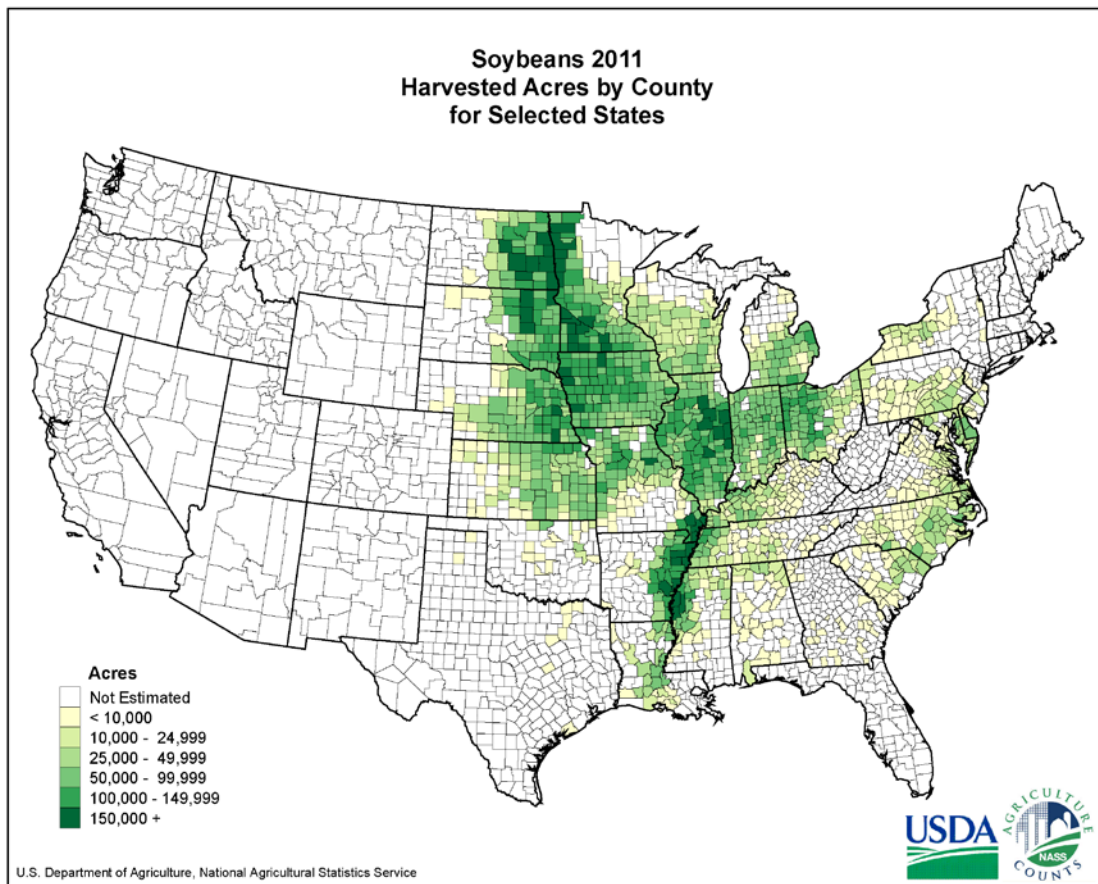 Soybeans 2011
Harvested Acres by County
for Selected States
Acres
Not Estimated
< 10,000
10,000 - 24,999
25,000 - 49,999
50,000 - 99,999
100,000 - 149,999
150,000 +
U.S. Department of Agriculture, National Agricultural Statistics Service
USDA
AGRICULTURE
NASS
COUNTS